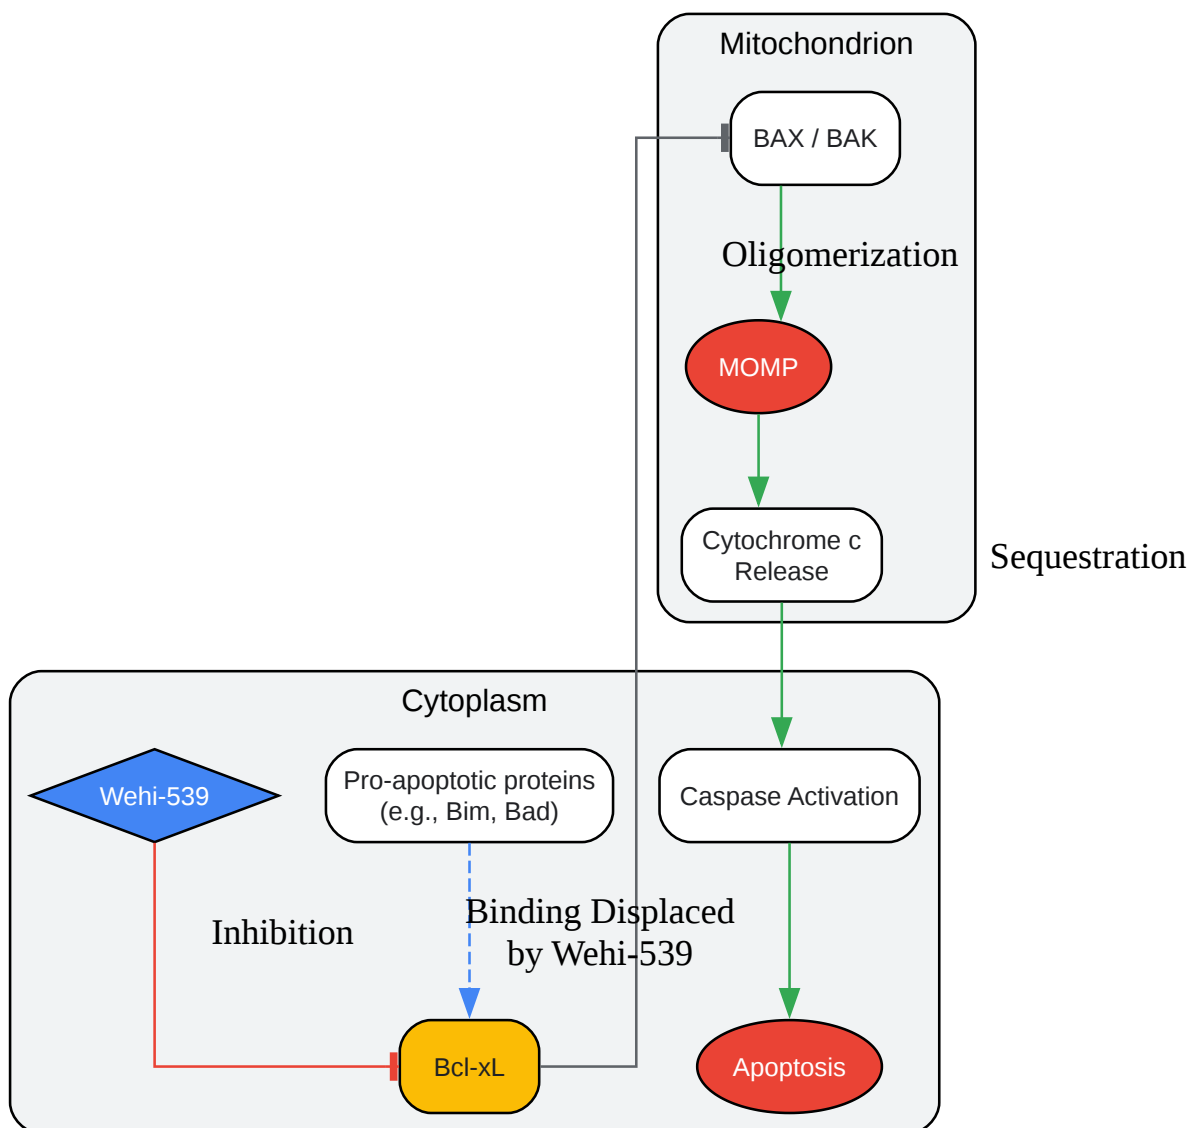 Mitochondrion
BAX / BAK
Oligomerization
MOMP
Cytochrome c
Release
Sequestration
Cytoplasm
Wehi-539
Pro-apoptotic proteins
(e.g., Bim, Bad)
Caspase Activation
Inhibition
Binding Displaced
by Wehi-539
Bcl-xL
Apoptosis